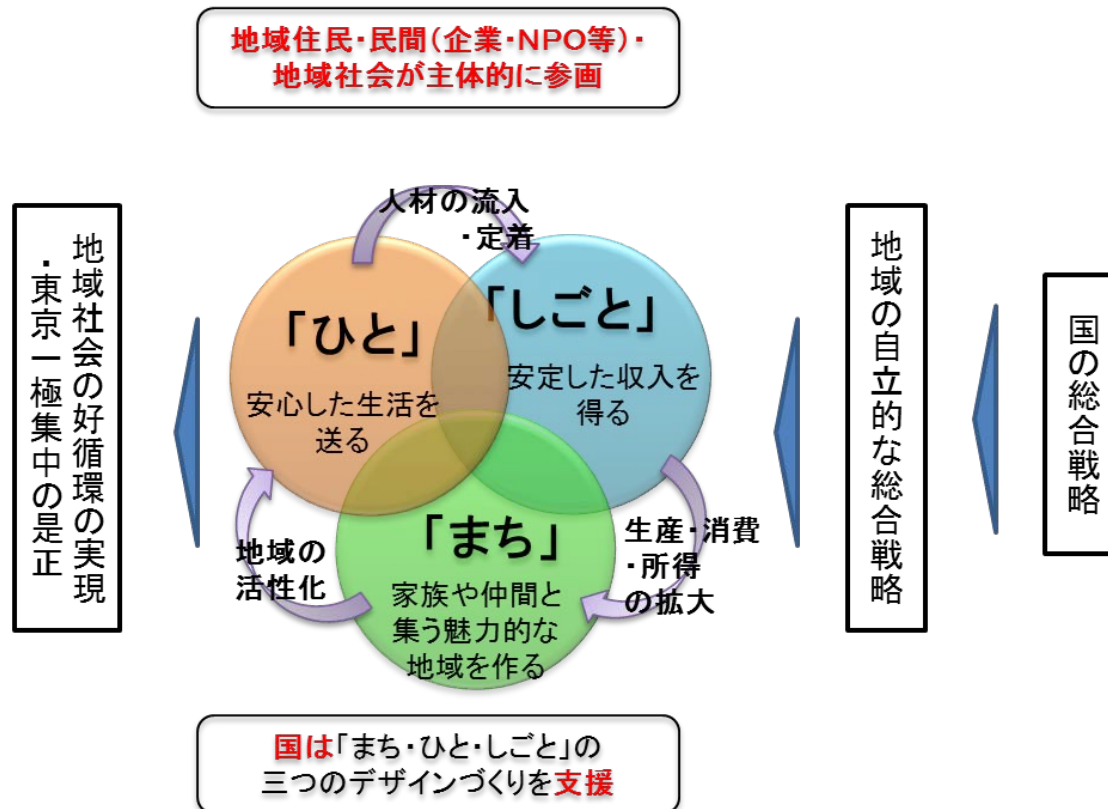 地域住民・民間（企業・NPO等）・
地域社会が主体的に参画
人材の流入
・定着
「ひと」
安心した生活を
送る
「しごと」
安定した収入を
得る
「まち」
家族や仲間と
集う魅力的な
地域を作る
地域の
活性化
生産・消費
・所得
の拡大
国の総合戦略
地域の自立的な総合戦略
地域社会の好循環の実現
・東京一極集中の是正
国は「まち・ひと・しごと」の
三つのデザインづくりを支援